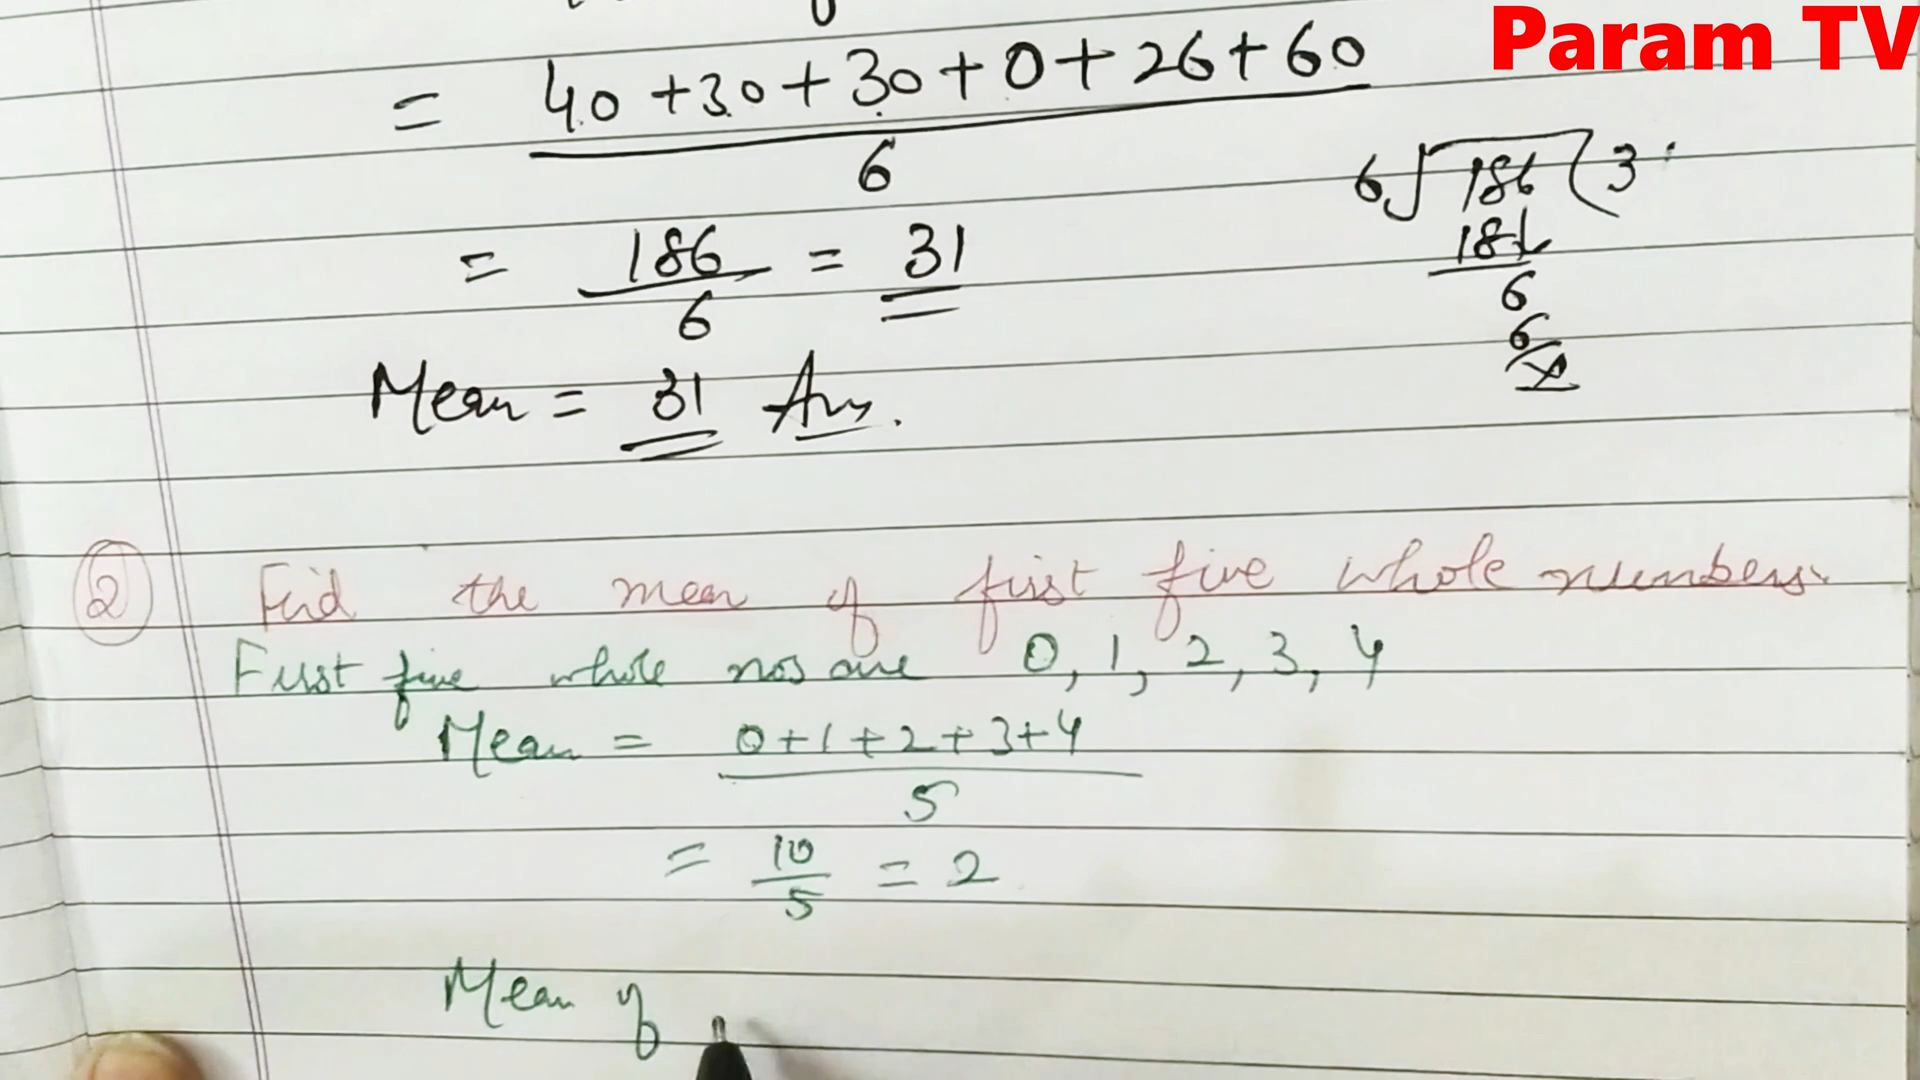 Param TV
= 40 + 30 + 30 + 0 + 26 + 60
6
= 186 = 31
6
Mean = 31 Ans.
6 186 3
18
6
6
x
2 Find the mean of first five whole numbers.
First five whole nos are 0, 1, 2, 3, 4
Mean = 0 + 1 + 2 + 3 + 4
5
= 10 = 2
5
Mean of